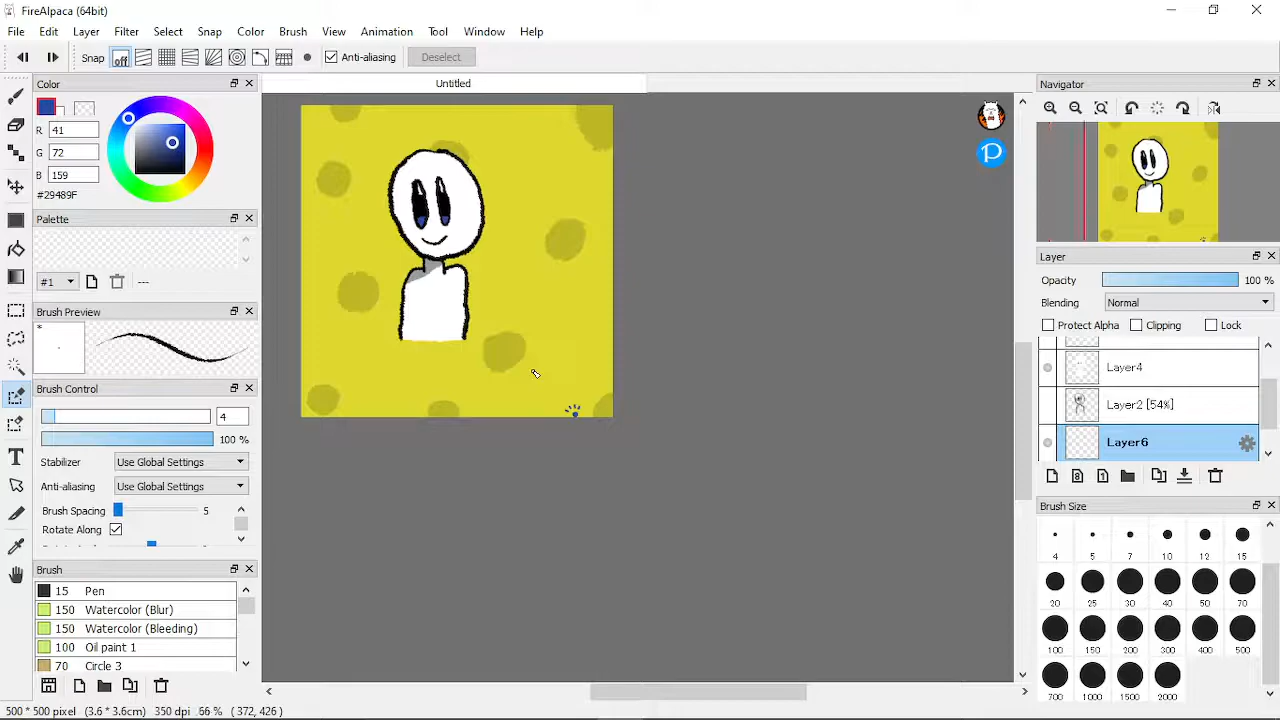 FireAlpaca (64bit)
File Edit Layer Filter Select Snap Color Brush View Animation Tool Window Help
Snap off Anti-aliasing Deselect
Color
Untitled
Navigator
R 41
G 72
B 159
#29489F
Palette
#1 ---
Brush Preview
*
Brush Control
4
100 %
Stabilizer Use Global Settings
Anti-aliasing Use Global Settings
Brush Spacing 5
Rotate Along
Brush
15 Pen
150 Watercolor (Blur)
150 Watercolor (Bleeding)
100 Oil paint 1
70 Circle 3
P
Layer
Opacity 100 %
Blending Normal
Protect Alpha Clipping Lock
Layer4
Layer2 [54%]
Layer6
8 1
Brush Size
4 5 7 10 12 15
20 25 30 40 50 70
100 150 200 300 400 500
700 1000 1500 2000
500 * 500 pixel (3.6 * 3.6cm) 350 dpi 66 % ( 372, 426 )